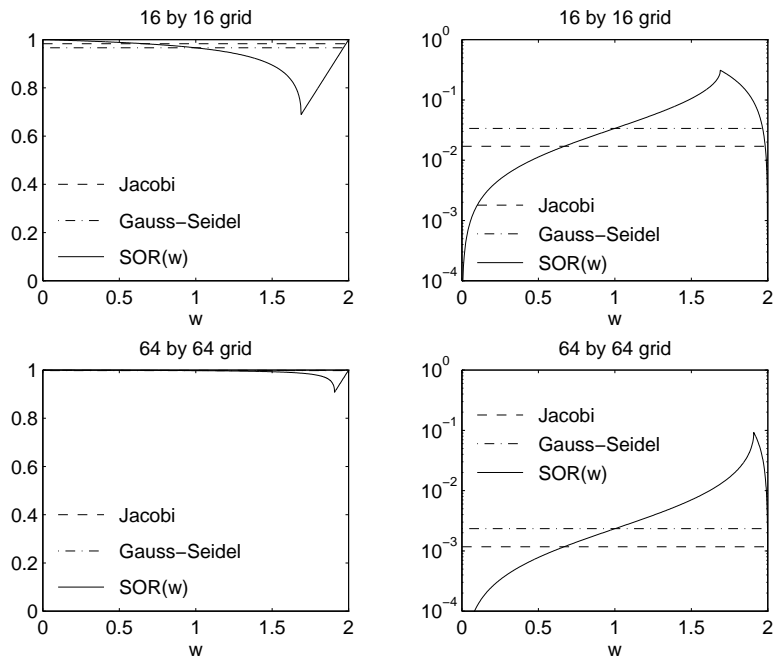 16 by 16 grid
1
0.8
0.6
0.4
0.2
0
Jacobi
Gauss−Seidel
SOR(w)
0 0.5 1 1.5 2
w
16 by 16 grid
10^0
10^−1
10^−2
10^−3
10^−4
Jacobi
Gauss−Seidel
SOR(w)
0 0.5 1 1.5 2
w
64 by 64 grid
1
0.8
0.6
0.4
0.2
0
Jacobi
Gauss−Seidel
SOR(w)
0 0.5 1 1.5 2
w
64 by 64 grid
10^0
10^−1
10^−2
10^−3
10^−4
Jacobi
Gauss−Seidel
SOR(w)
0 0.5 1 1.5 2
w